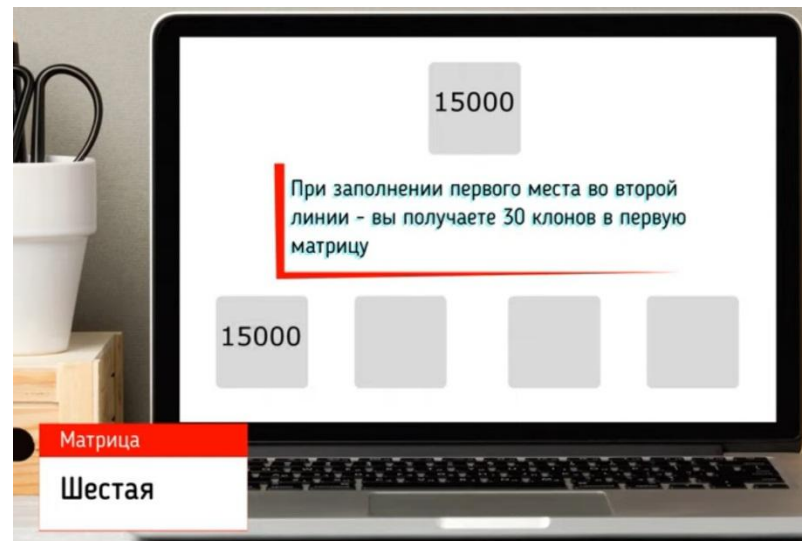 15000
При заполнении первого места во второй
линии - вы получаете 30 клонов в первую
матрицу
15000
Матрица
Шестая